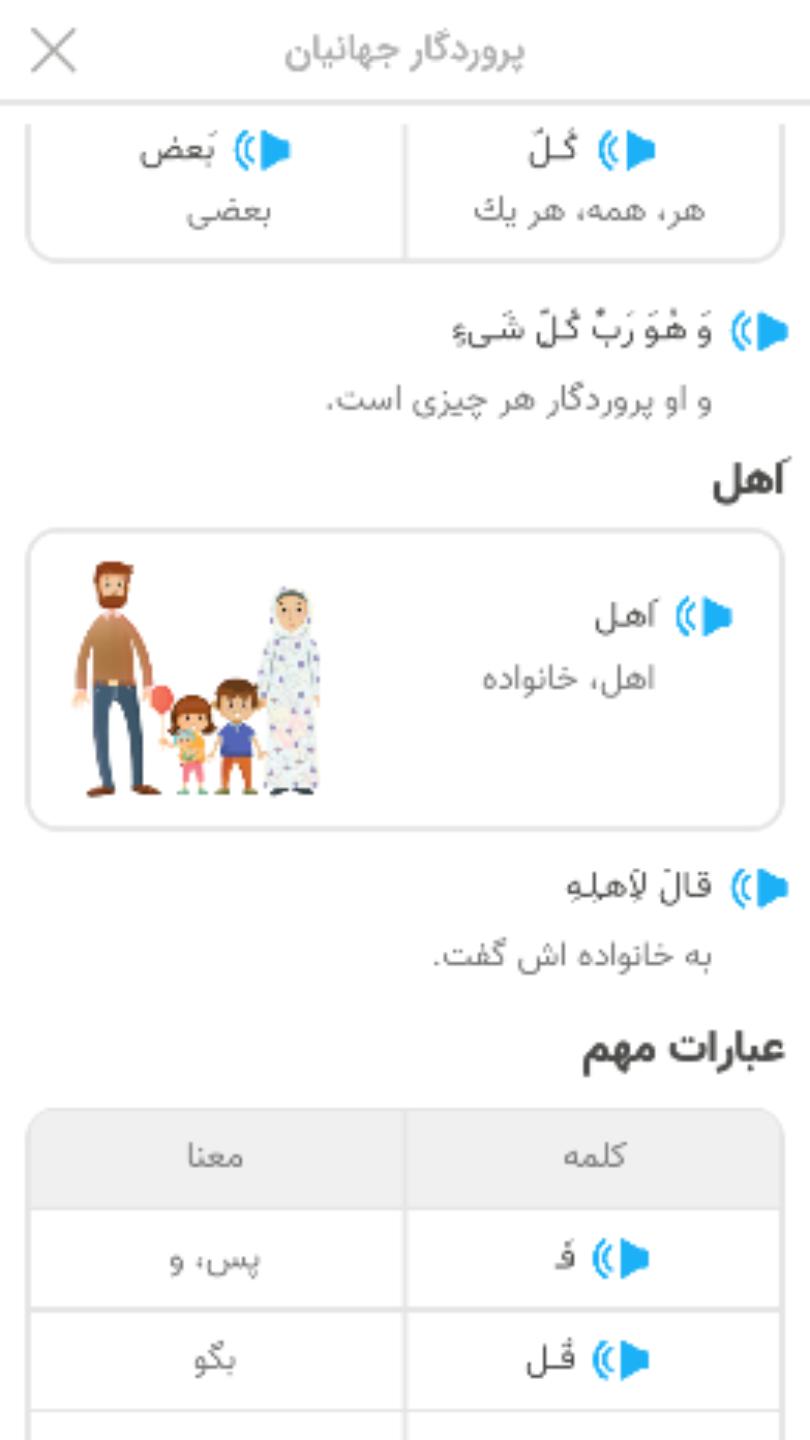 پروردگار جهانیان
كُلّ
بَعض
هر، همه، هر یك
بعضی
وَ هُوَ رَبُّ كُلِّ شَیءٍ
و او پروردگار هر چیزی است.
اَهل
اَهل
اهل، خانواده
قالَ لِاَهلِهِ
به خانواده اش گفت.
عبارات مهم
کلمه
معنا
فَـ
پس، و
قُل
بگو